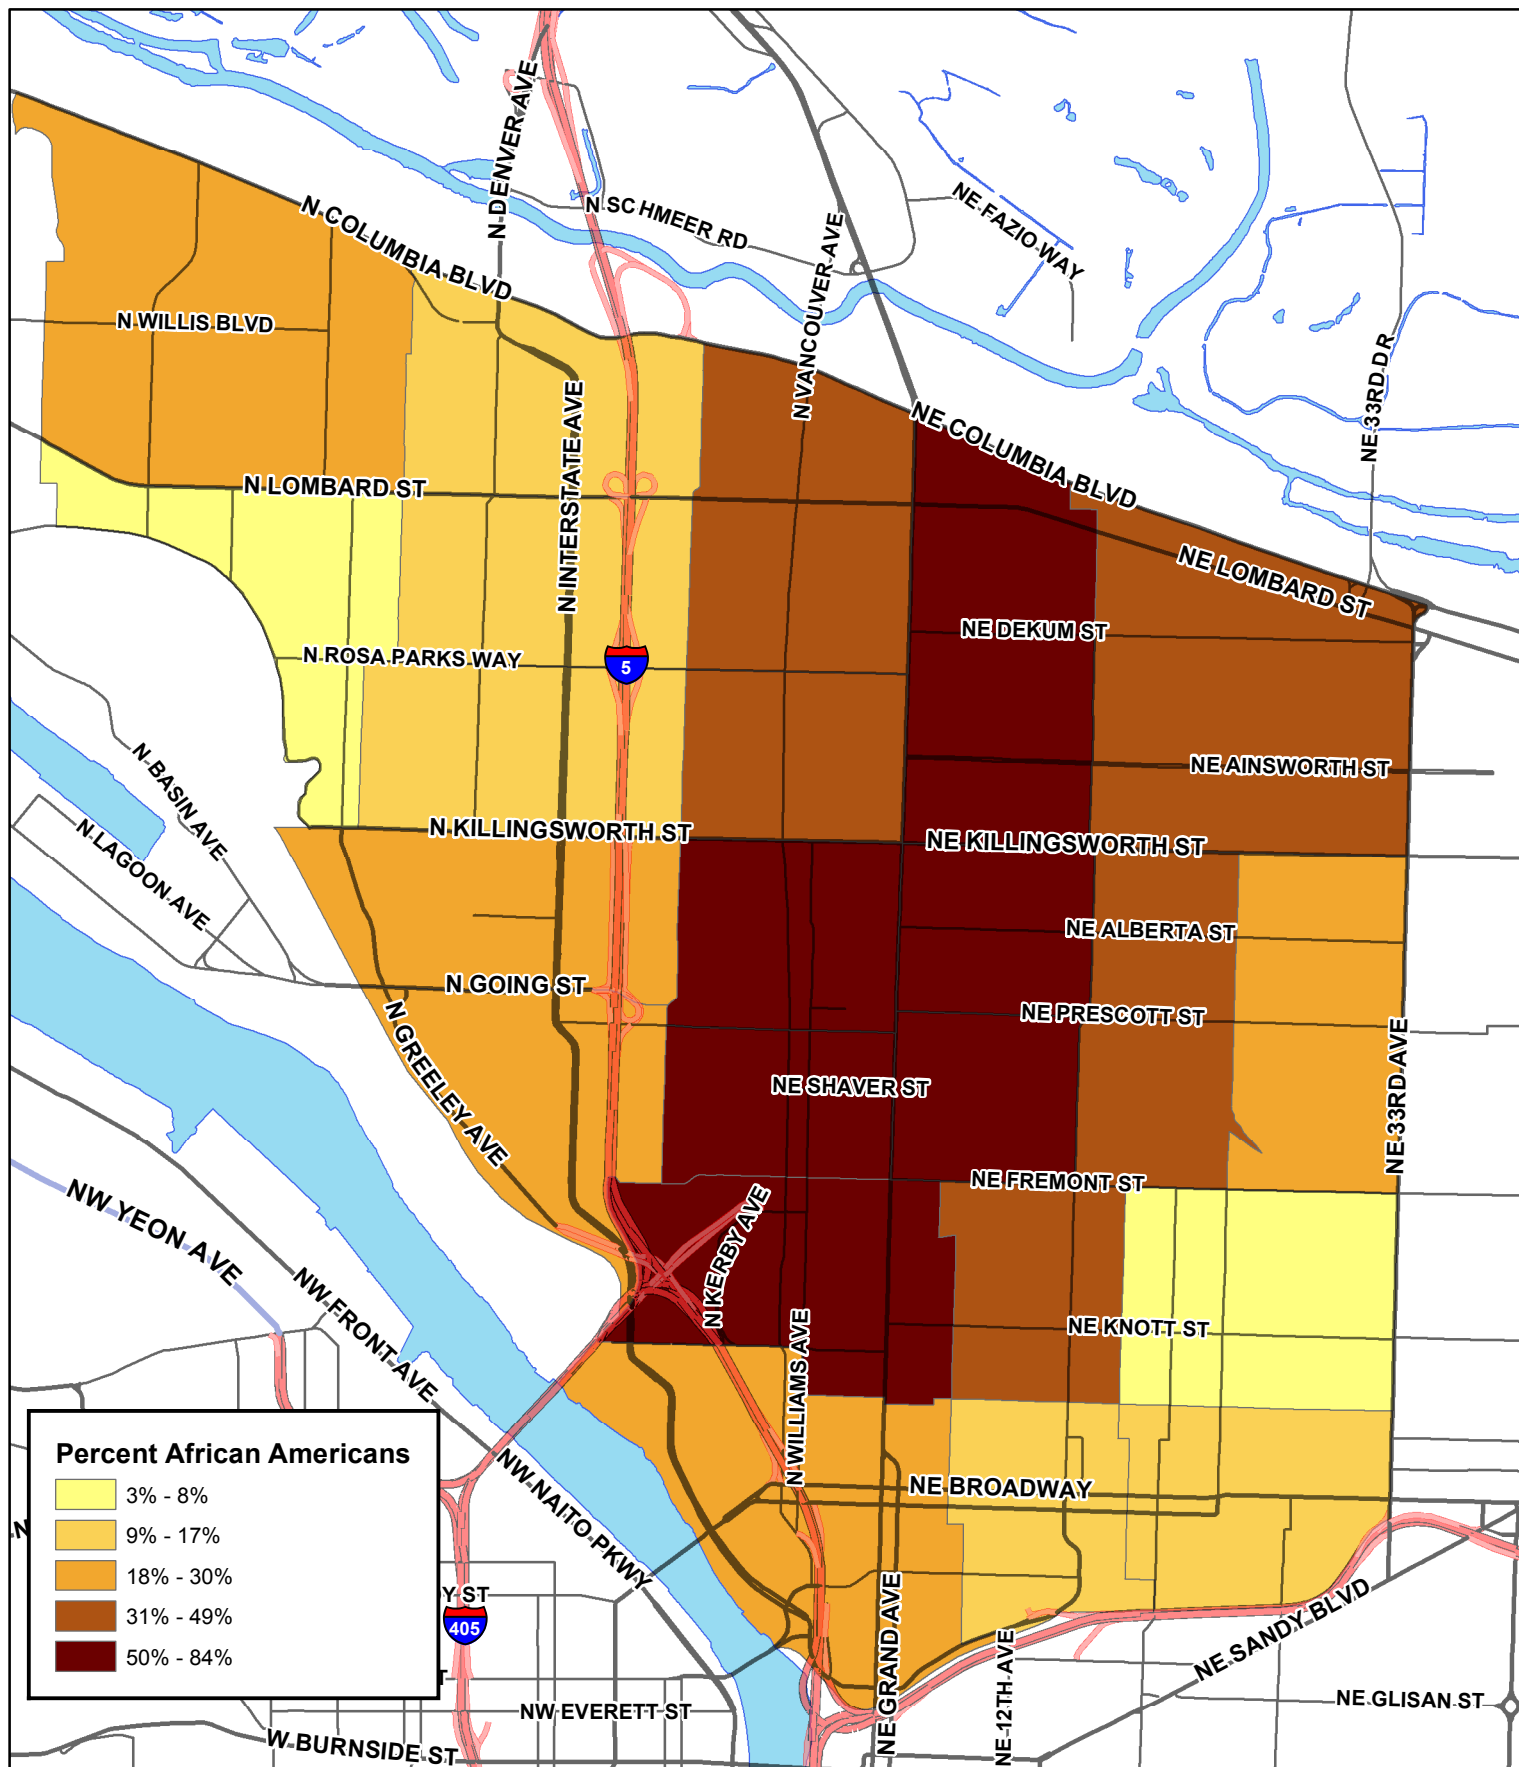 N DENVER AVE
N SCHMEER RD
NE FAZIO WAY
N COLUMBIA BLVD
N VANCOUVER AVE
N WILLIS BLVD
NE 33RD DR
NE COLUMBIA BLVD
N INTERSTATE AVE
N LOMBARD ST
NE LOMBARD ST
NE DEKUM ST
N ROSA PARKS WAY
5
NE AINSWORTH ST
N BASIN AVE
N LAGOON AVE
N KILLINGSWORTH ST
NE KILLINGSWORTH ST
NE ALBERTA ST
N GOING ST
NE PRESCOTT ST
N GREELEY AVE
NE SHAVER ST
NE 33RD AVE
NE FREMONT ST
NW YEON AVE
N KERBY AVE
NW FRONT AVE
NE KNOTT ST
N WILLIAMS AVE
NE BROADWAY
NW NAITO PKWY
Percent African Americans
3% - 8%
9% - 17%
18% - 30%
31% - 49%
50% - 84%
N
Y ST
405
T
NE GRAND AVE
NE 12TH AVE
NE SANDY BLVD
NE GLISAN ST
NW EVERETT ST
W BURNSIDE ST